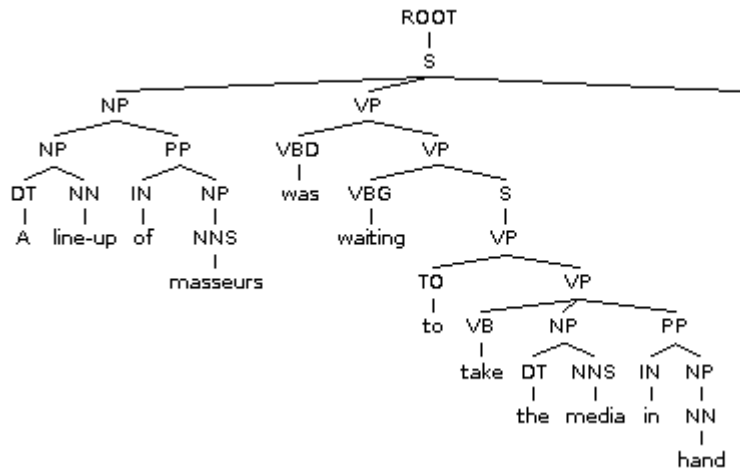 ROOT
S
NP VP
NP PP VBD VP
DT NN IN NP was VBG S
A line-up of NNS waiting VP
masseurs TO VP
to VB NP PP
take DT NNS IN NP
the media in NN
hand